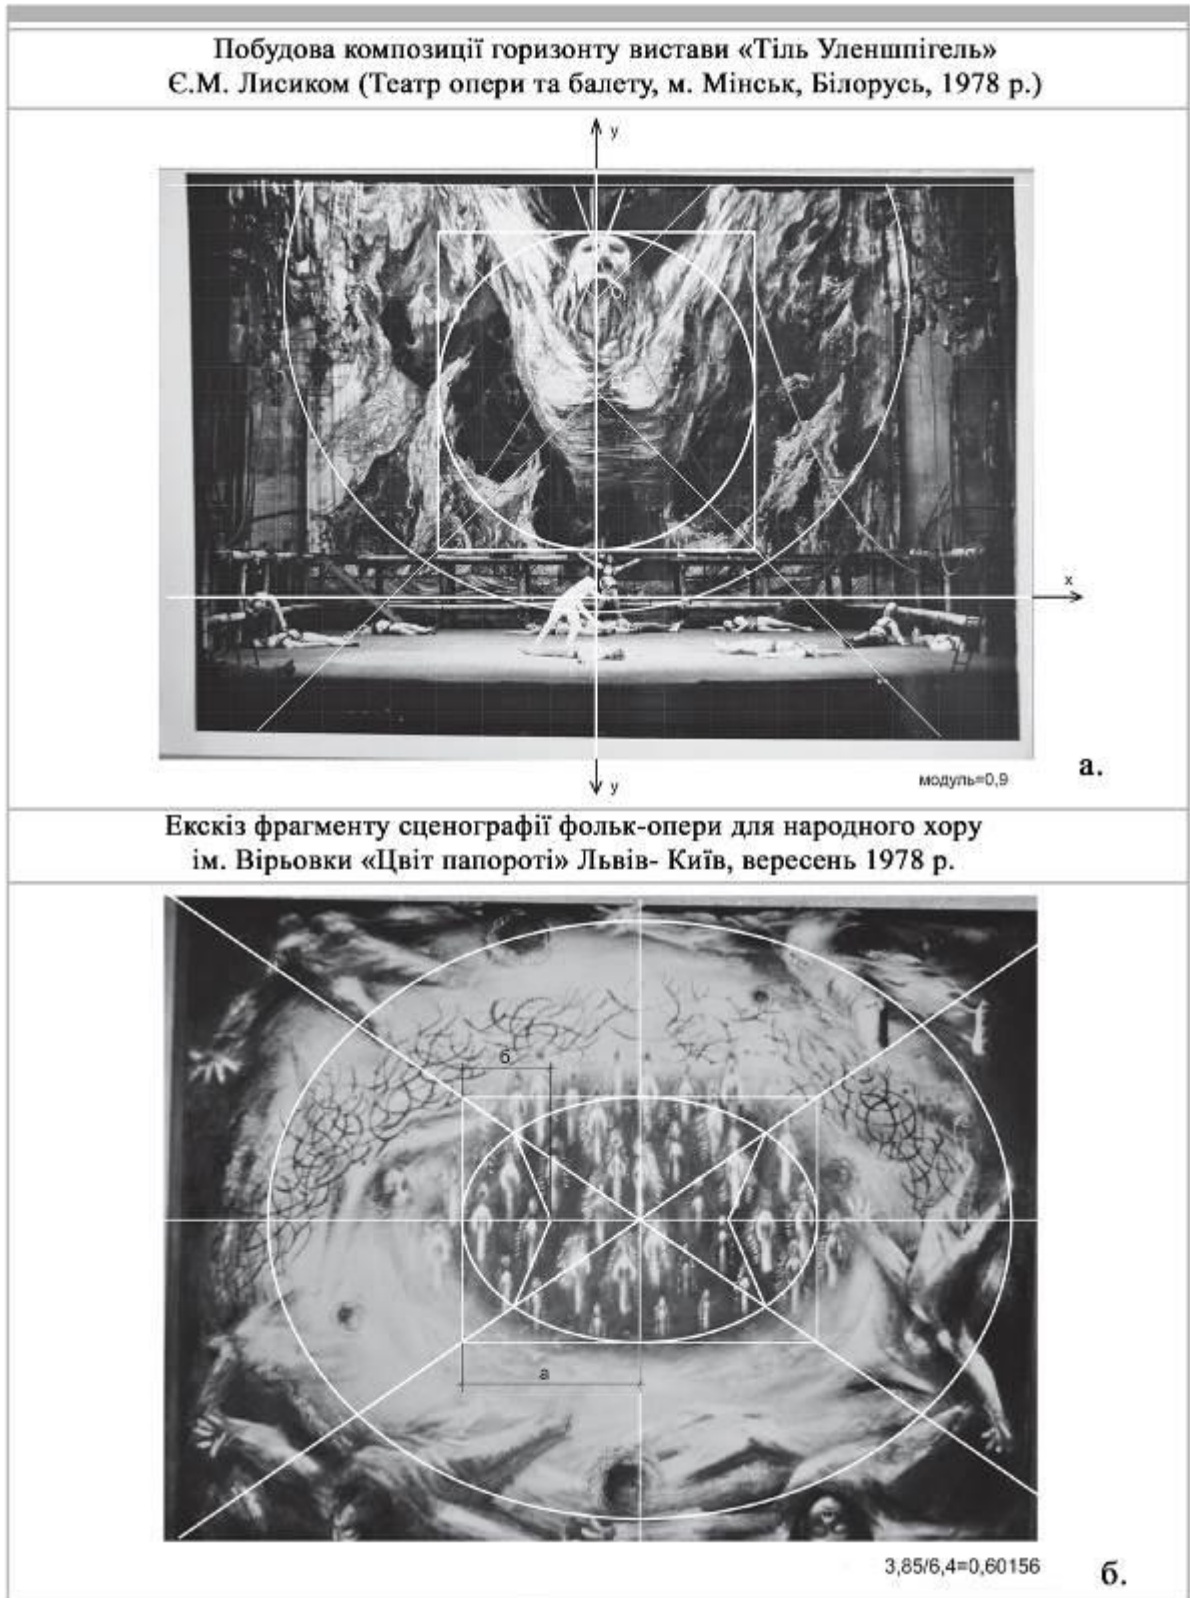 Побудова композиції горизонту вистави «Тіль Уленшпігель»
Є.М. Лисиком (Театр опери та балету, м. Мінськ, Білорусь, 1978 р.)
y
x
y
модуль=0,9
а.
Ескіз фрагменту сценографії фольк-опери для народного хору
ім. Вірьовки «Цвіт папороті» Львів- Київ, вересень 1978 р.
б
а
3,85/6,4=0,60156
б.